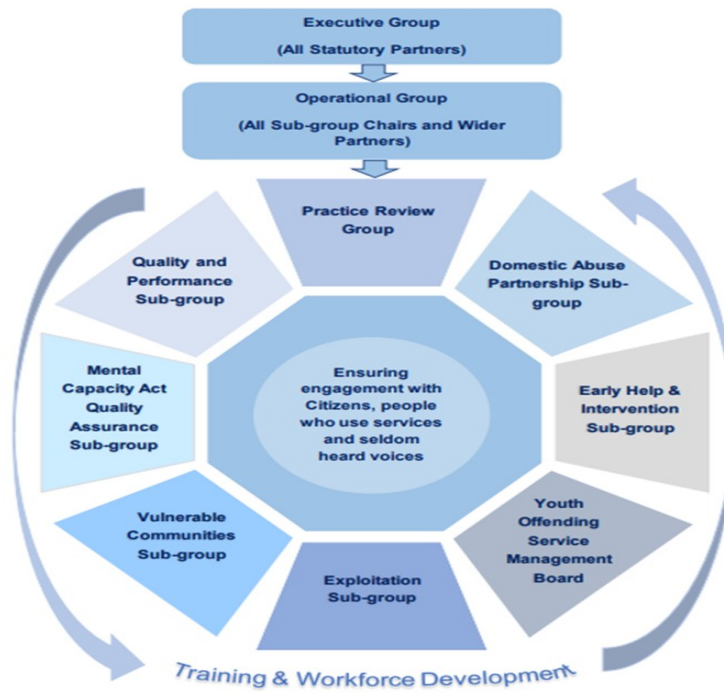 Executive Group
(All Statutory Partners)
Operational Group
(All Sub-group Chairs and Wider
Partners)
Practice Review
Group
Quality and
Performance
Sub-group
Domestic Abuse
Partnership Sub-
group
Mental
Capacity Act
Quality
Assurance
Sub-group
Ensuring
engagement with
Citizens, people
who use services
and seldom
heard voices
Early Help &
Intervention
Sub-group
Vulnerable
Communities
Sub-group
Youth
Offending
Service
Management
Board
Exploitation
Sub-group
Training & Workforce Development